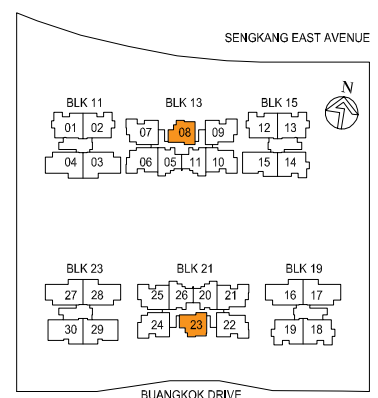 SENGKANG EAST AVENUE
N
BLK 11 BLK 13 BLK 15
01 02 07 08 09 12 13
04 03 06 05 11 10 15 14
BLK 23 BLK 21 BLK 19
27 28 25 26 20 21 16 17
30 29 24 23 22 19 18
BUANGKOK DRIVE